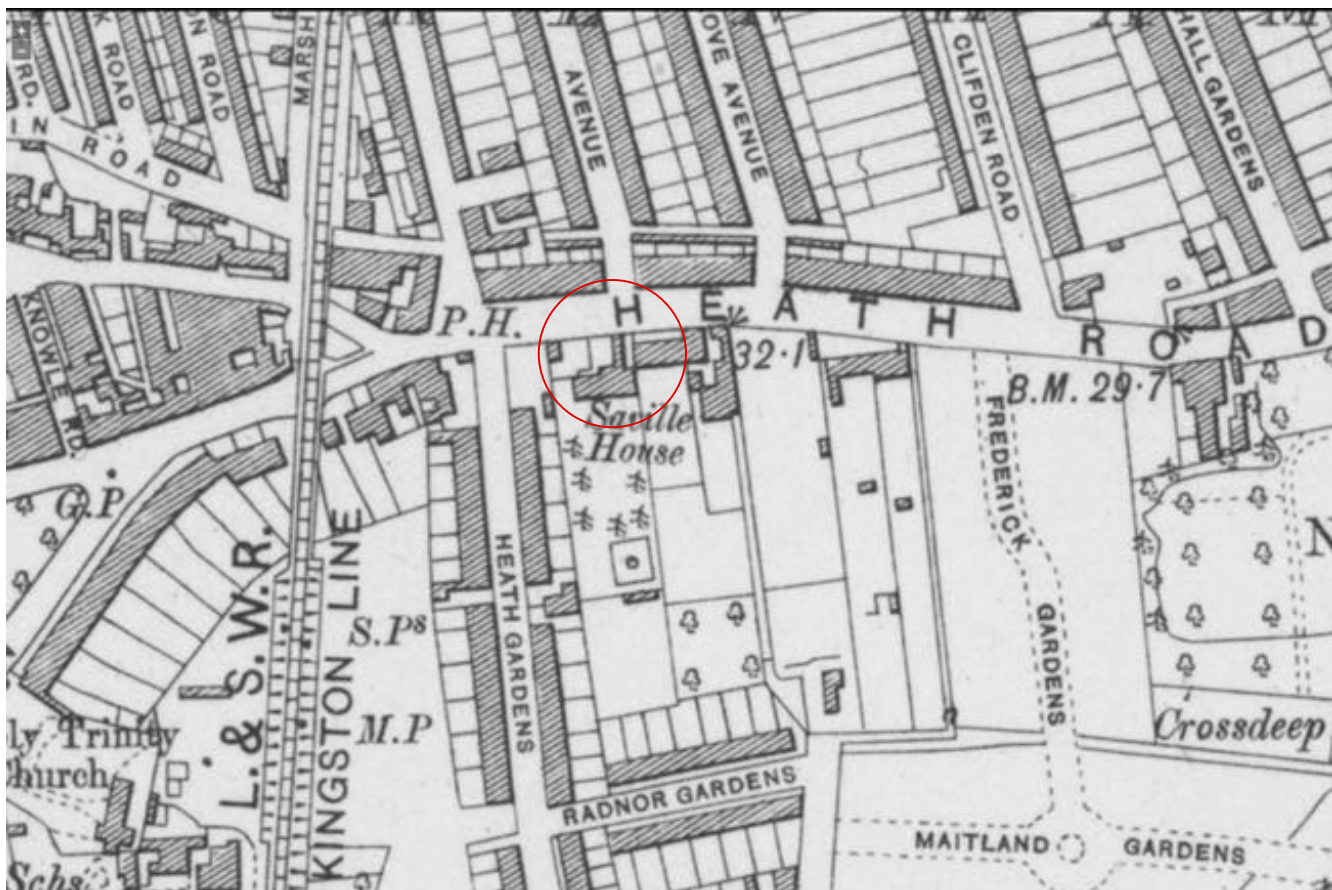 K ROAD
ON ROAD
MARSH
AVENUE
OVE AVENUE
CLIFDEN ROAD
HALL GARDENS
RD.
IN ROAD
KNOWLE RD.
P.H.
HEATH ROAD
32·1
B.M. 29·7
Saville
House
FREDERICK
GARDENS
G.P
L. & S.W.R.
KINGSTON LINE
HEATH GARDENS
S.Ps
M.P
N
Crossdeep
ly Trinity
Church
RADNOR GARDENS
MAITLAND GARDENS
Schs